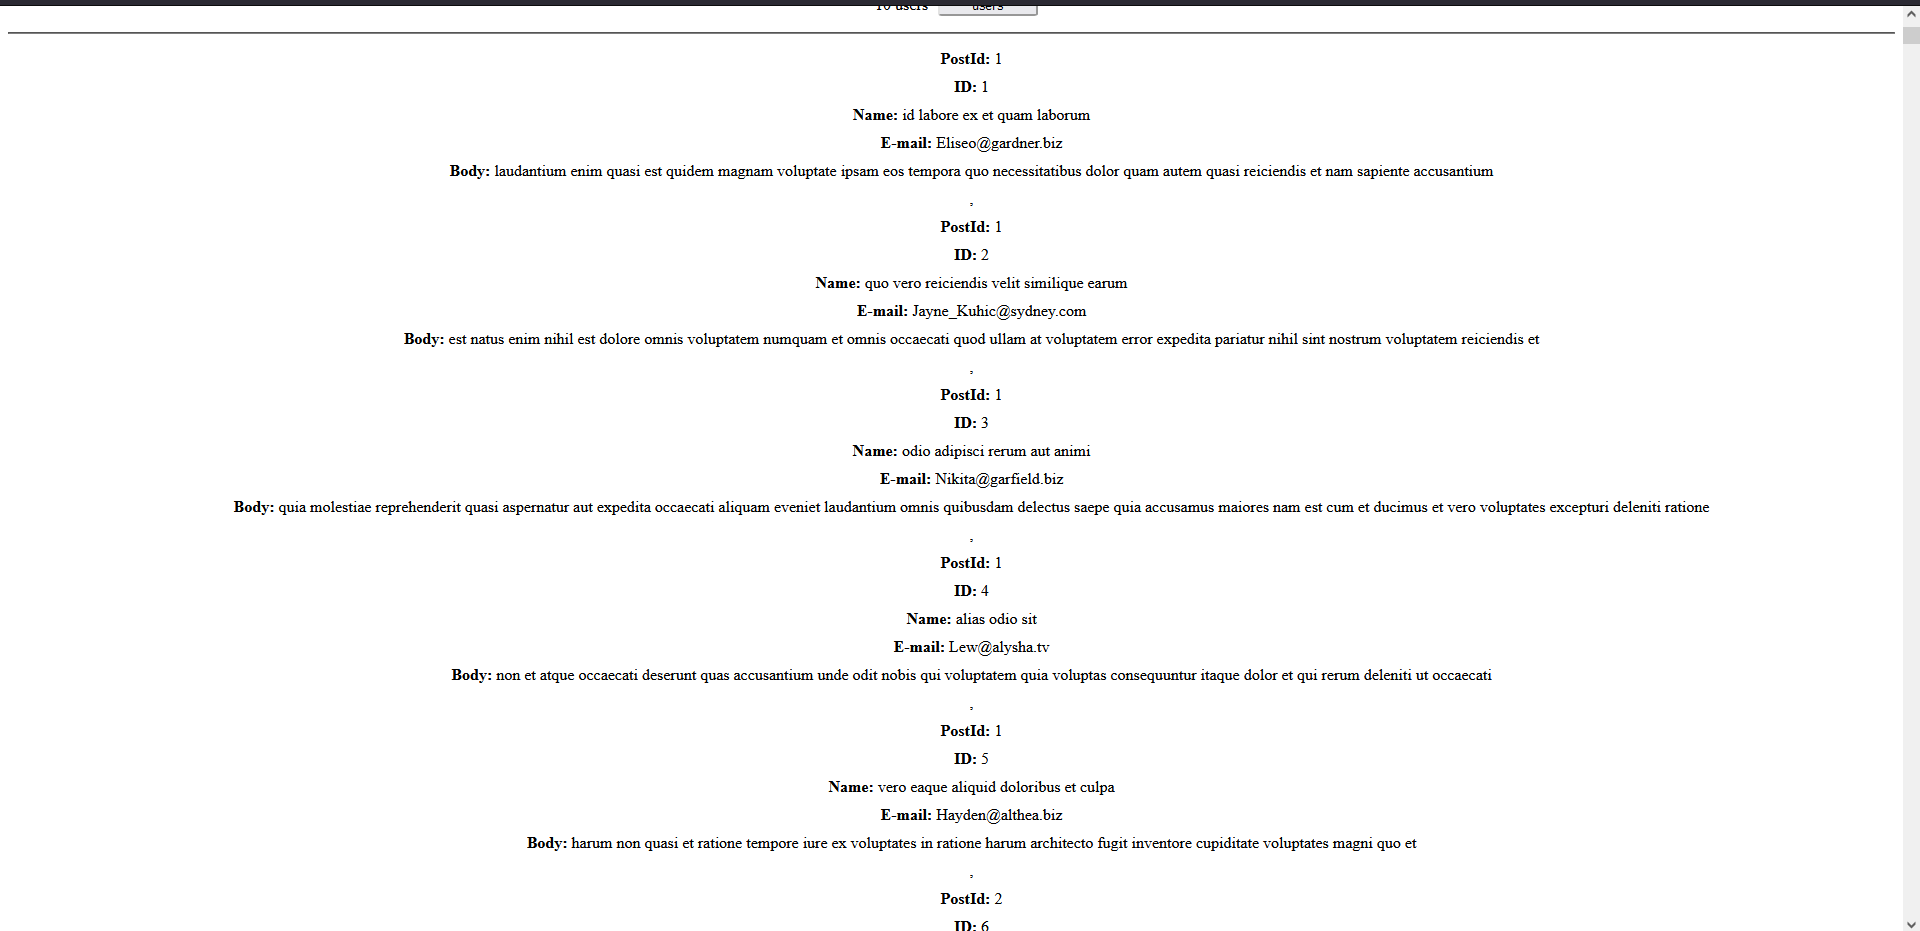 10 users users
PostId: 1
ID: 1
Name: id labore ex et quam laborum
E-mail: Eliseo@gardner.biz
Body: laudantium enim quasi est quidem magnam voluptate ipsam eos tempora quo necessitatibus dolor quam autem quasi reiciendis et nam sapiente accusantium
,
PostId: 1
ID: 2
Name: quo vero reiciendis velit similique earum
E-mail: Jayne_Kuhic@sydney.com
Body: est natus enim nihil est dolore omnis voluptatem numquam et omnis occaecati quod ullam at voluptatem error expedita pariatur nihil sint nostrum voluptatem reiciendis et
,
PostId: 1
ID: 3
Name: odio adipisci rerum aut animi
E-mail: Nikita@garfield.biz
Body: quia molestiae reprehenderit quasi aspernatur aut expedita occaecati aliquam eveniet laudantium omnis quibusdam delectus saepe quia accusamus maiores nam est cum et ducimus et vero voluptates excepturi deleniti ratione
,
PostId: 1
ID: 4
Name: alias odio sit
E-mail: Lew@alysha.tv
Body: non et atque occaecati deserunt quas accusantium unde odit nobis qui voluptatem quia voluptas consequuntur itaque dolor et qui rerum deleniti ut occaecati
,
PostId: 1
ID: 5
Name: vero eaque aliquid doloribus et culpa
E-mail: Hayden@althea.biz
Body: harum non quasi et ratione tempore iure ex voluptates in ratione harum architecto fugit inventore cupiditate voluptates magni quo et
,
PostId: 2
ID: 6